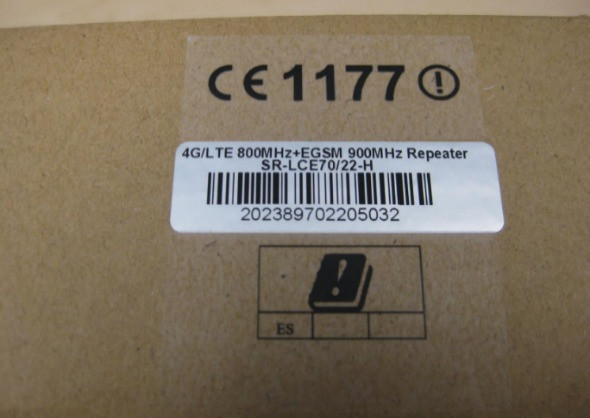 CE 1177
4G/LTE 800MHz+EGSM 900MHz Repeater
SR-LCE70/22-H
202389702205032
ES